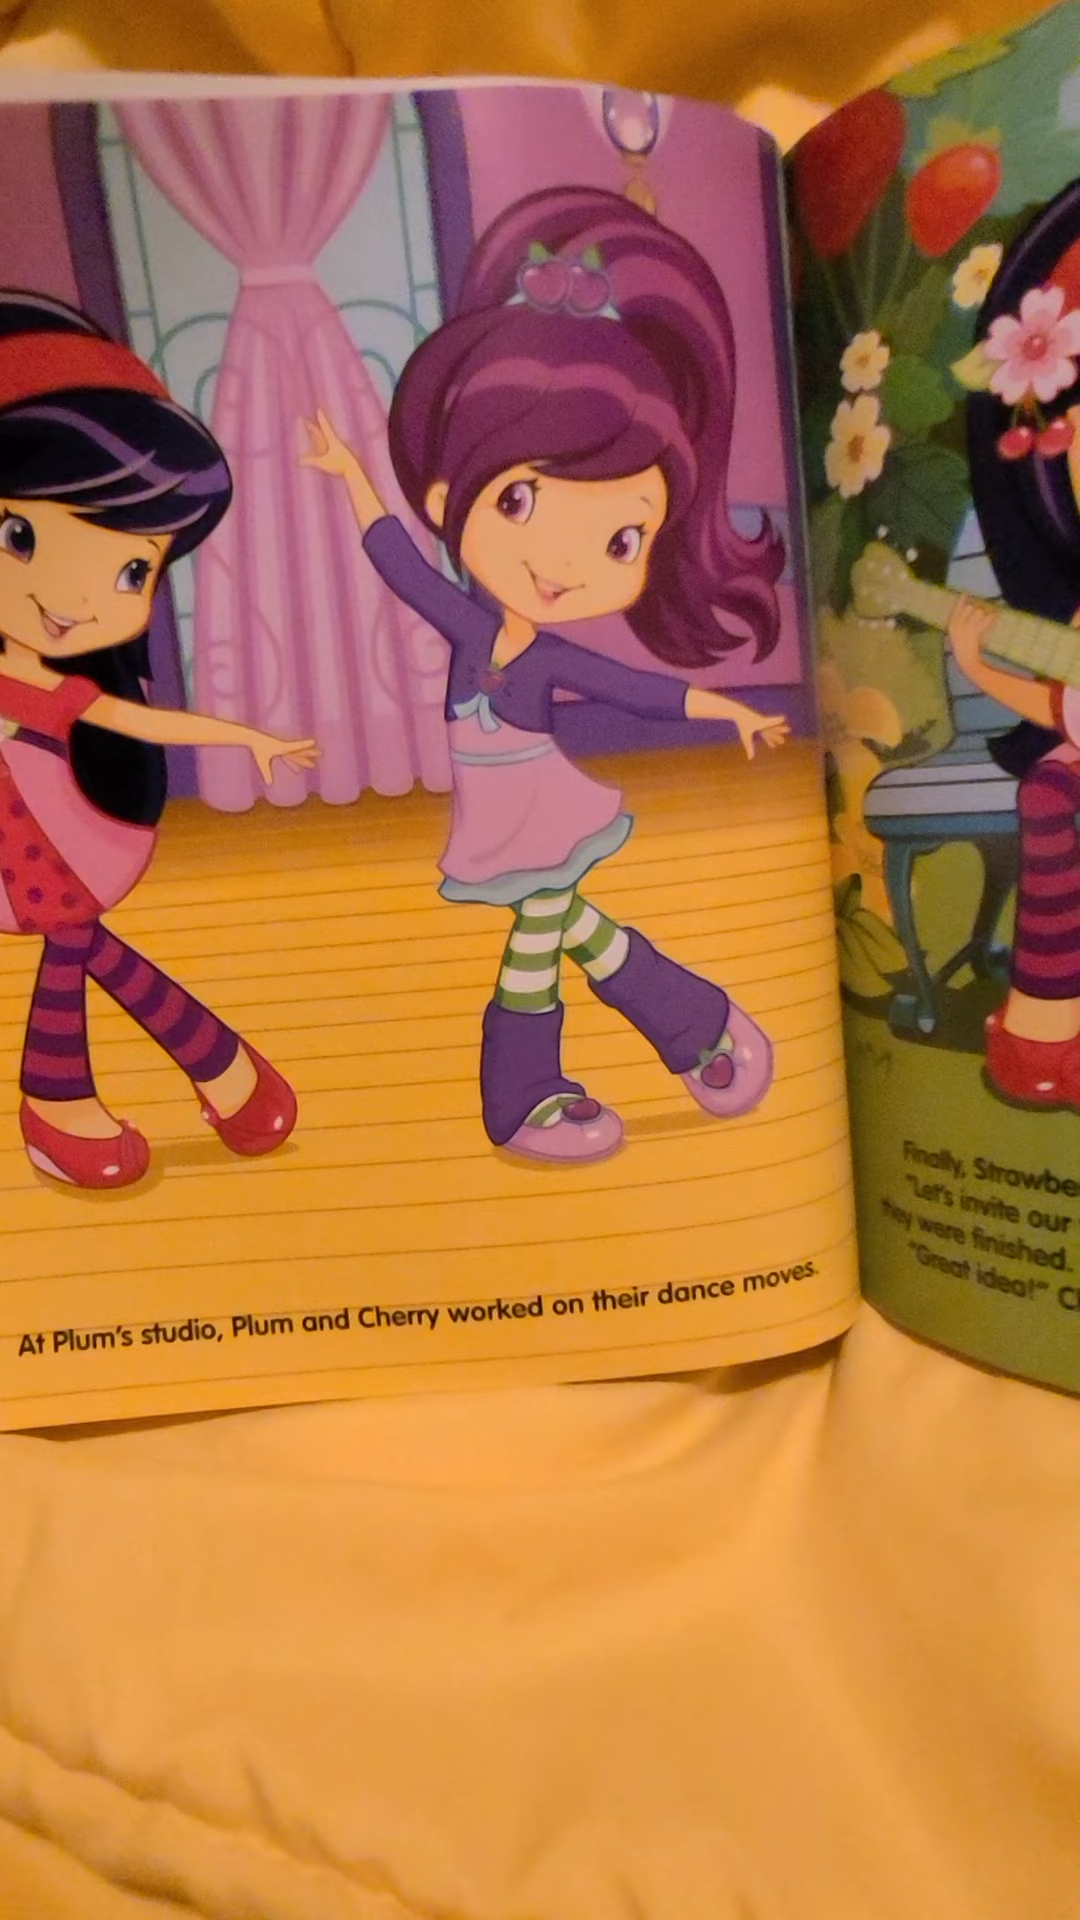 At Plum's studio, Plum and Cherry worked on their dance moves.
Finally,
"Let's invite our
they were finished.
"Great idea!"